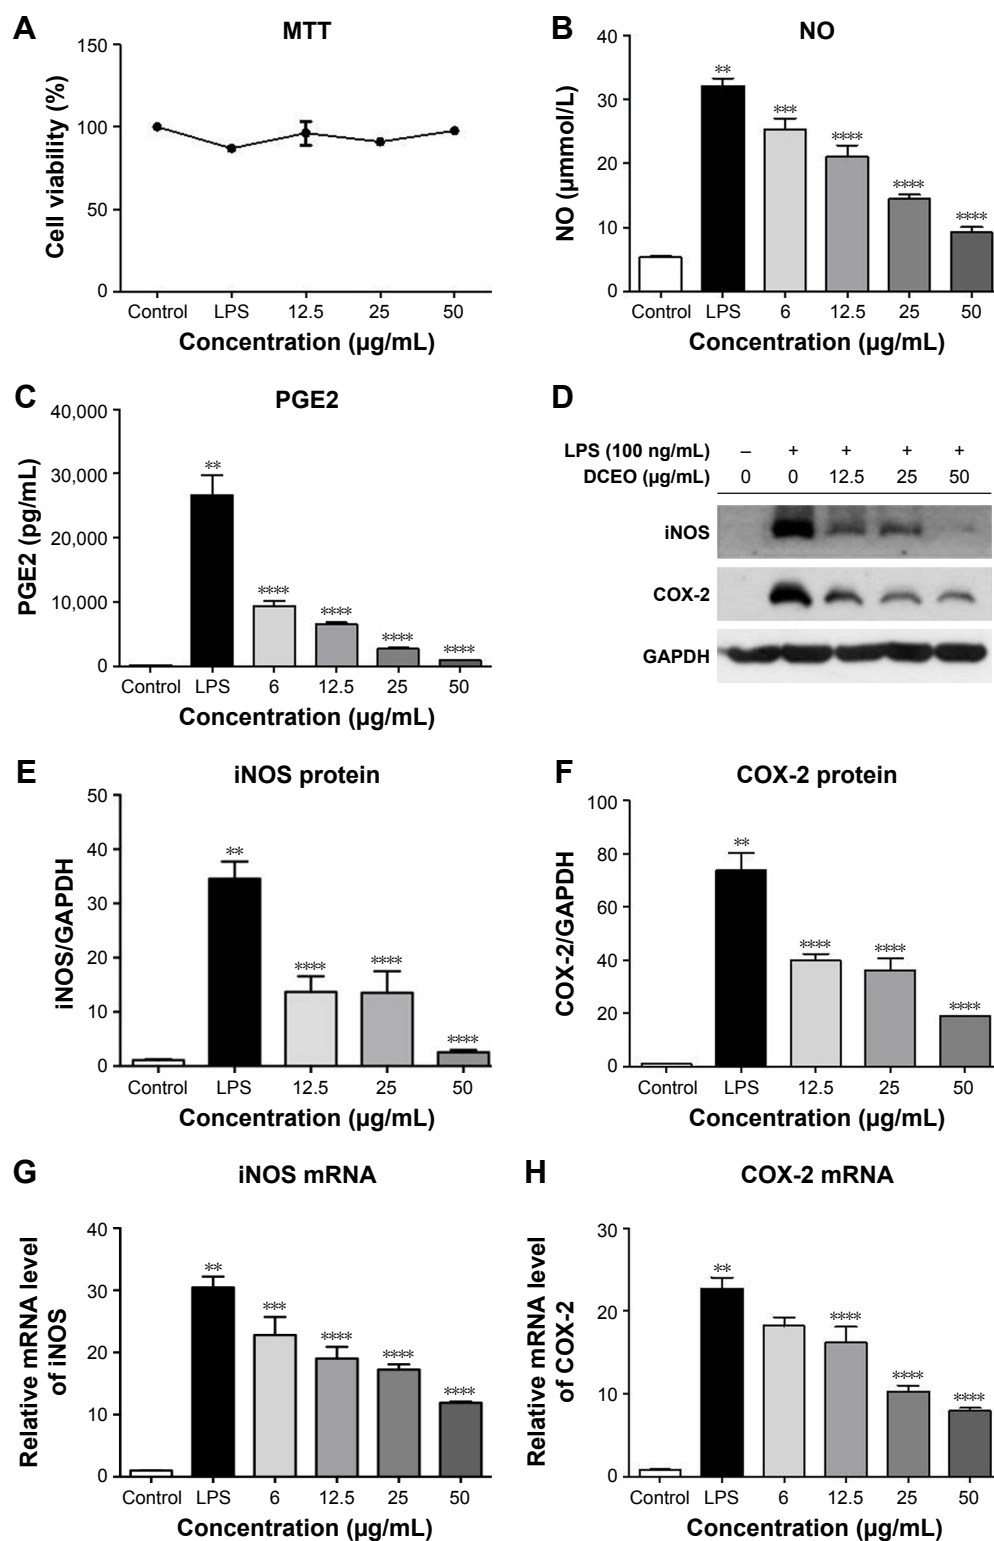 A
MTT
Cell viability (%)
150
100
50
0
Control LPS 12.5 25 50
Concentration (µg/mL)
B
NO
NO (µmmol/L)
40
30
20
10
0
**
***
****
****
****
Control LPS 6 12.5 25 50
Concentration (µg/mL)
C
PGE2
PGE2 (pg/mL)
40,000
30,000
20,000
10,000
0
**
****
****
****
****
Control LPS 6 12.5 25 50
Concentration (µg/mL)
D
LPS (100 ng/mL) – + + + +
DCEO (µg/mL) 0 0 12.5 25 50
iNOS
COX-2
GAPDH
E
iNOS protein
iNOS/GAPDH
50
40
30
20
10
0
**
****
****
****
Control LPS 12.5 25 50
Concentration (µg/mL)
F
COX-2 protein
COX-2/GAPDH
100
80
60
40
20
0
**
****
****
****
Control LPS 12.5 25 50
Concentration (µg/mL)
G
iNOS mRNA
Relative mRNA level
of iNOS
40
30
20
10
0
**
***
****
****
****
Control LPS 6 12.5 25 50
Concentration (µg/mL)
H
COX-2 mRNA
Relative mRNA level
of COX-2
30
20
10
0
**
****
****
****
Control LPS 6 12.5 25 50
Concentration (µg/mL)